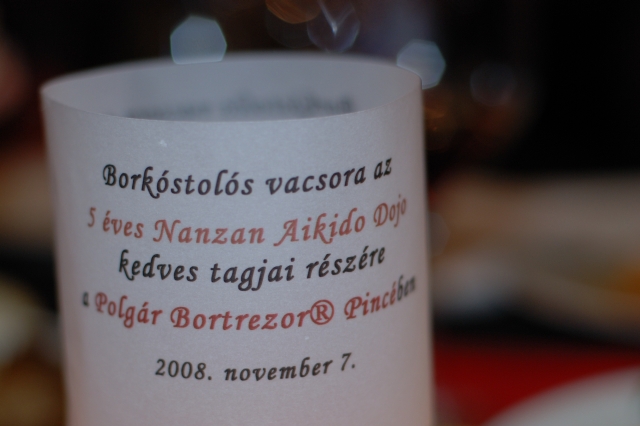 Borkóstolós vacsora az
5 éves Nanzan Aikido Dojo
kedves tagjai részére
a Polgár Bortrezor® Pincében
2008. november 7.